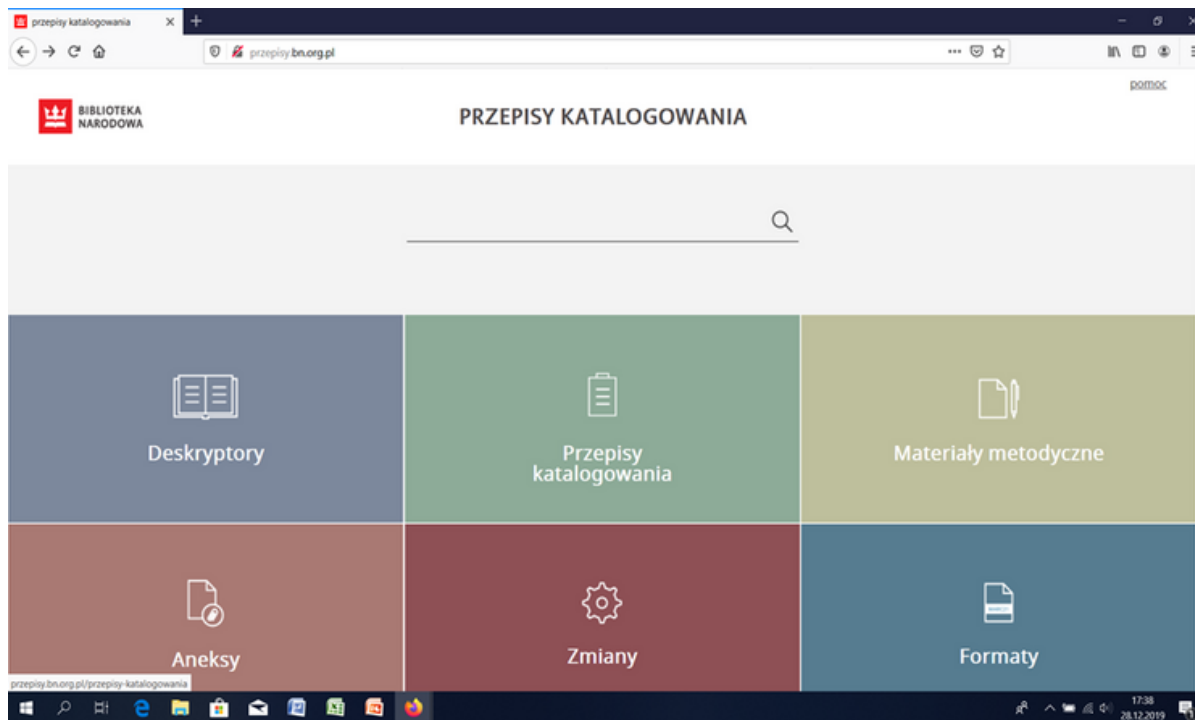 przepisy katalogowania
przepisy.bn.org.pl
pomoc
BIBLIOTEKA
NARODOWA
PRZEPISY KATALOGOWANIA
Deskryptory
Przepisy
katalogowania
Materiały metodyczne
Aneksy
Zmiany
Formaty
przepisy.bn.org.pl/przepisy-katalogowania
17:38
28.12.2019